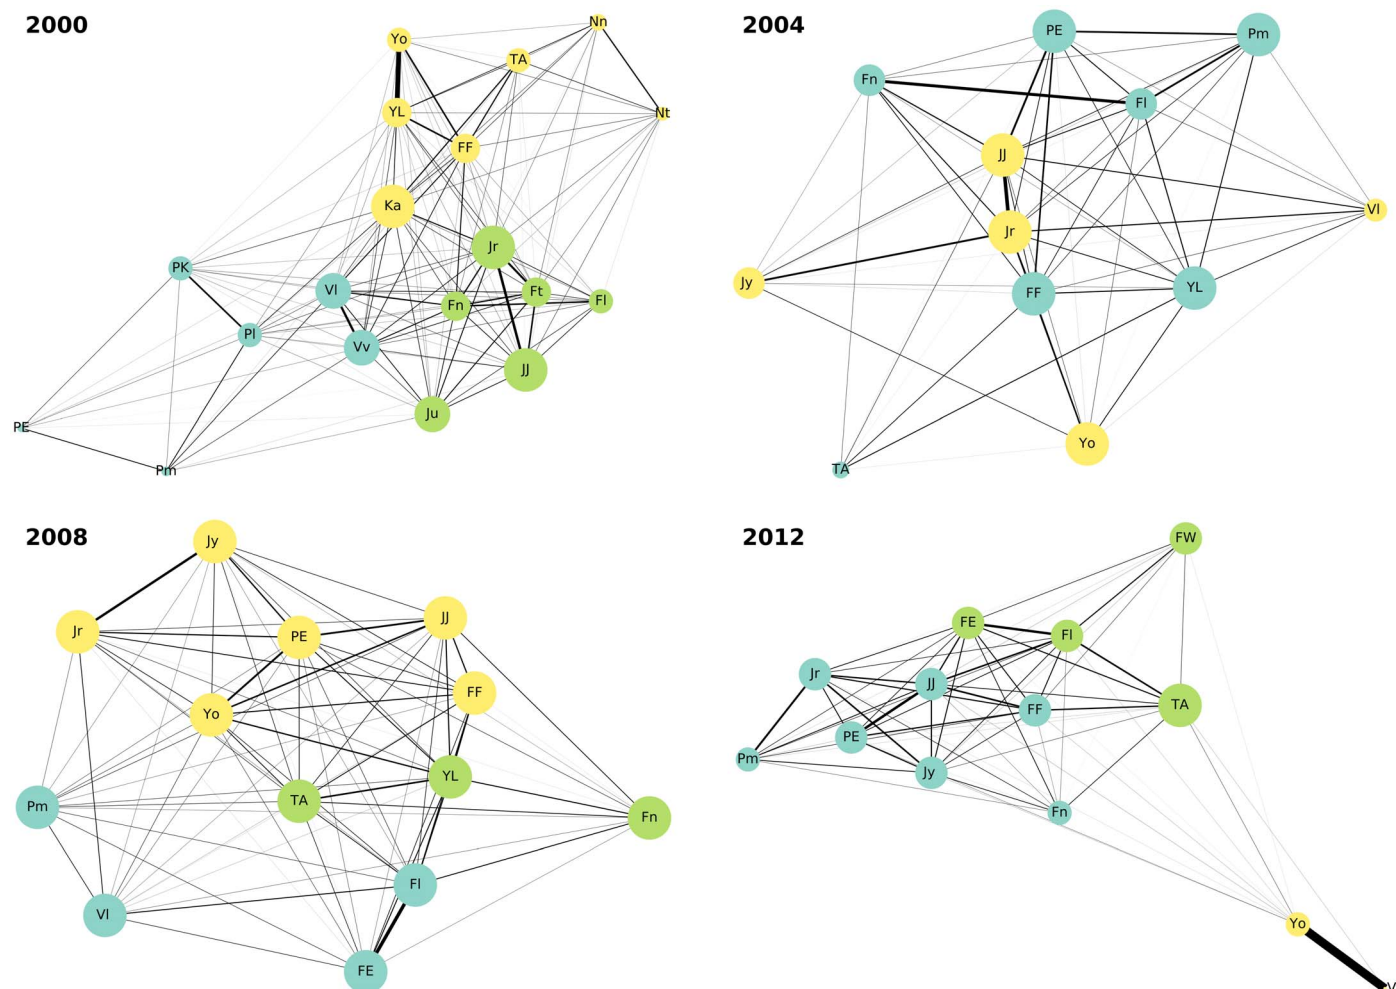 2000
Yo
Nn
TA
YL
Nt
FF
Ka
Jr
PK
Vl
Ft
Fl
Fn
Pl
Vv
JJ
Ju
PE
Pm
2004
PE
Pm
Fn
Fl
JJ
Vl
Jr
Jy
FF
YL
Yo
TA
2008
Jy
JJ
Jr
PE
FF
Yo
YL
TA
Pm
Fn
Fl
Vl
FE
2012
FW
FE
Fl
Jr
JJ
TA
FF
PE
Pm
Jy
Fn
Yo